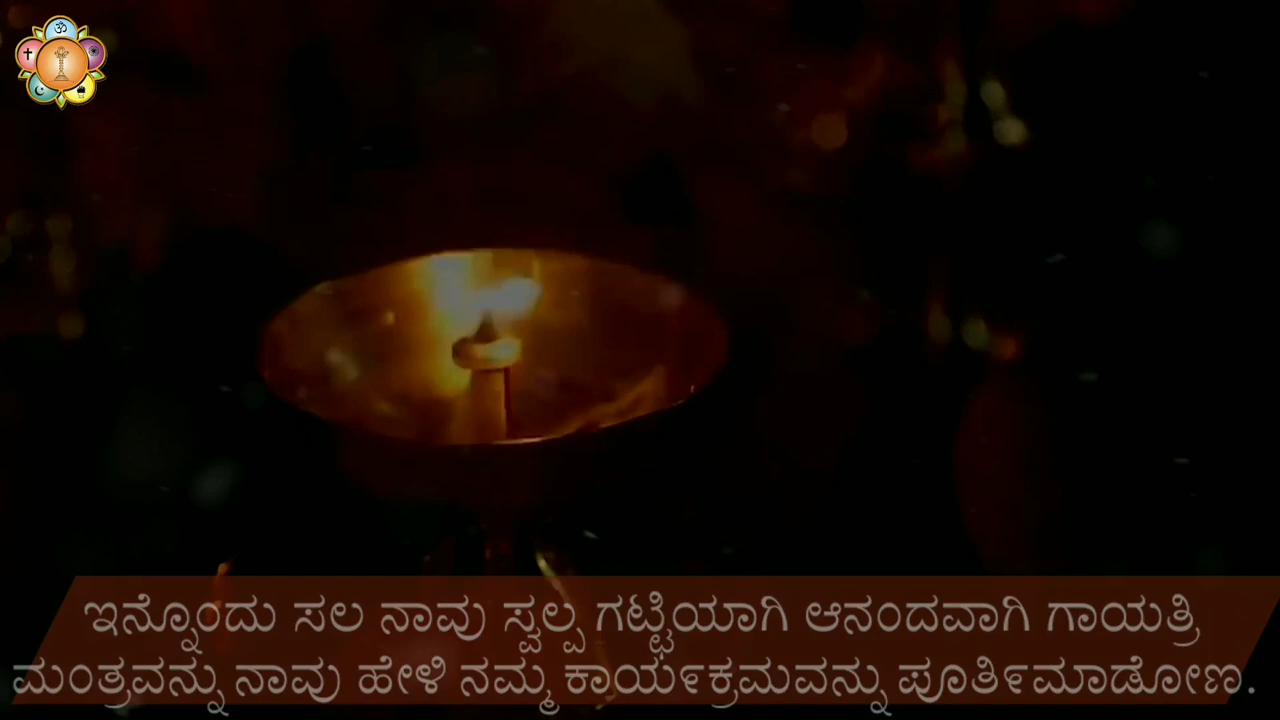 ॐ
ಇನ್ನೊಂದು ಸಲ ನಾವು ಸ್ವಲ್ಪ ಗಟ್ಟಿಯಾಗಿ ಆನಂದವಾಗಿ ಗಾಯತ್ರಿ
ಮಂತ್ರವನ್ನು ನಾವು ಹೇಳಿ ನಮ್ಮ ಕಾರ್ಯಕ್ರಮವನ್ನು ಪೂರ್ತಿಮಾಡೋಣ.